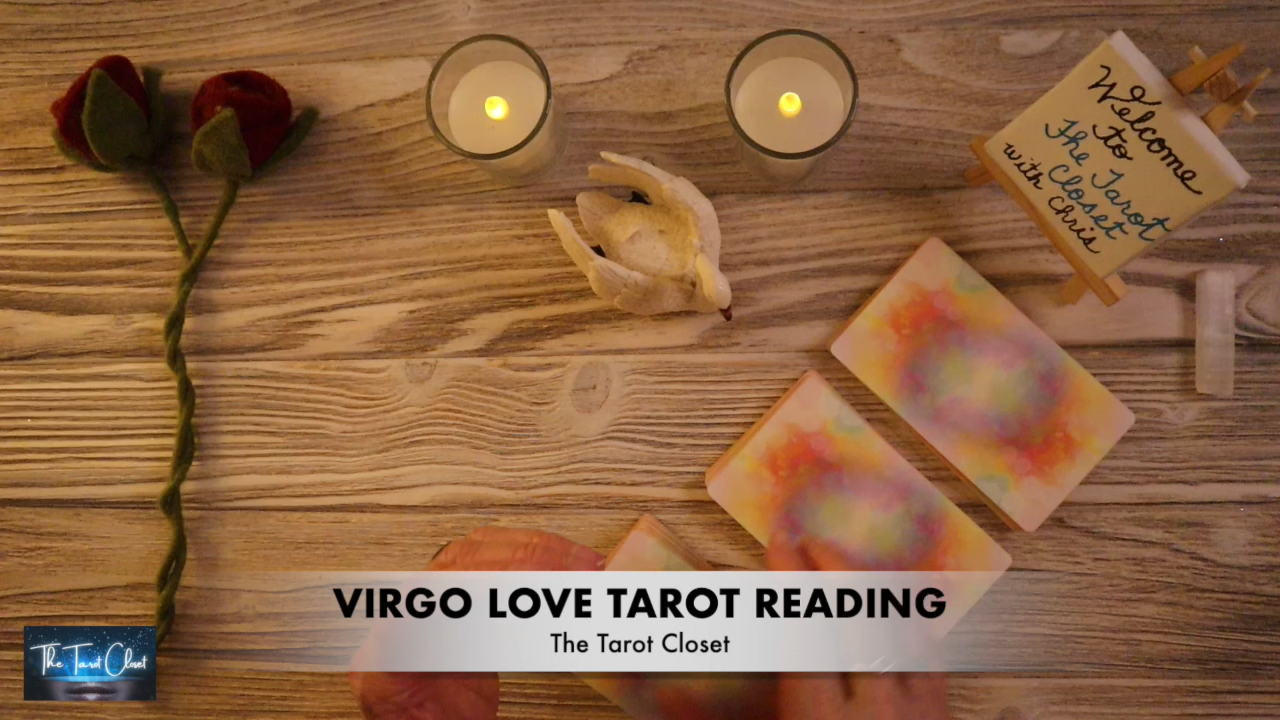 Welcome
to
The Tarot
Closet
with Chris
VIRGO LOVE TAROT READING
The Tarot Closet
The Tarot Closet